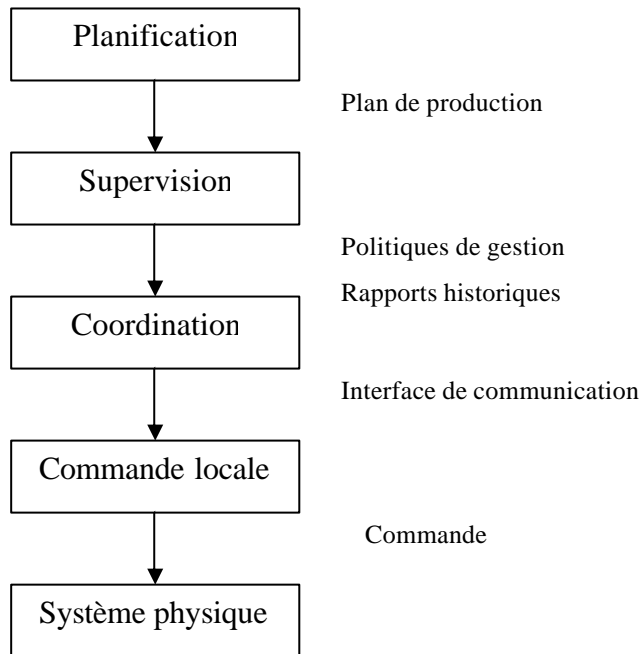 Planification
Plan de production
Supervision
Politiques de gestion
Rapports historiques
Coordination
Interface de communication
Commande locale
Commande
Système physique